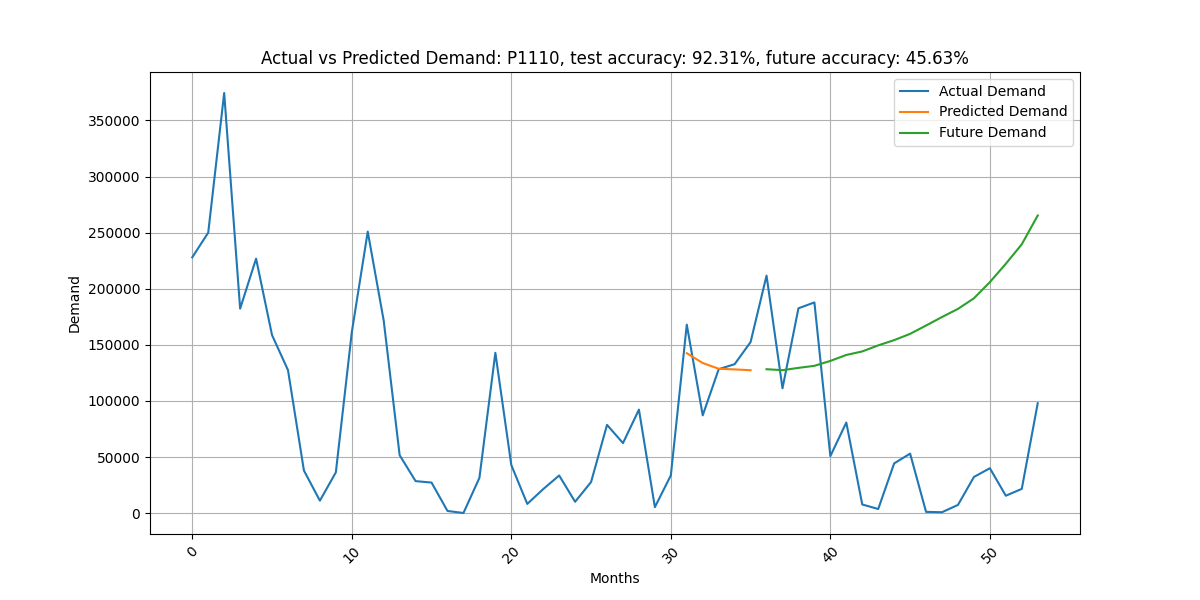 Actual vs Predicted Demand: P1110, test accuracy: 92.31%, future accuracy: 45.63%
Actual Demand
Predicted Demand
Future Demand
350000
300000
250000
200000
150000
100000
50000
0
Demand
0
10
20
30
40
50
Months